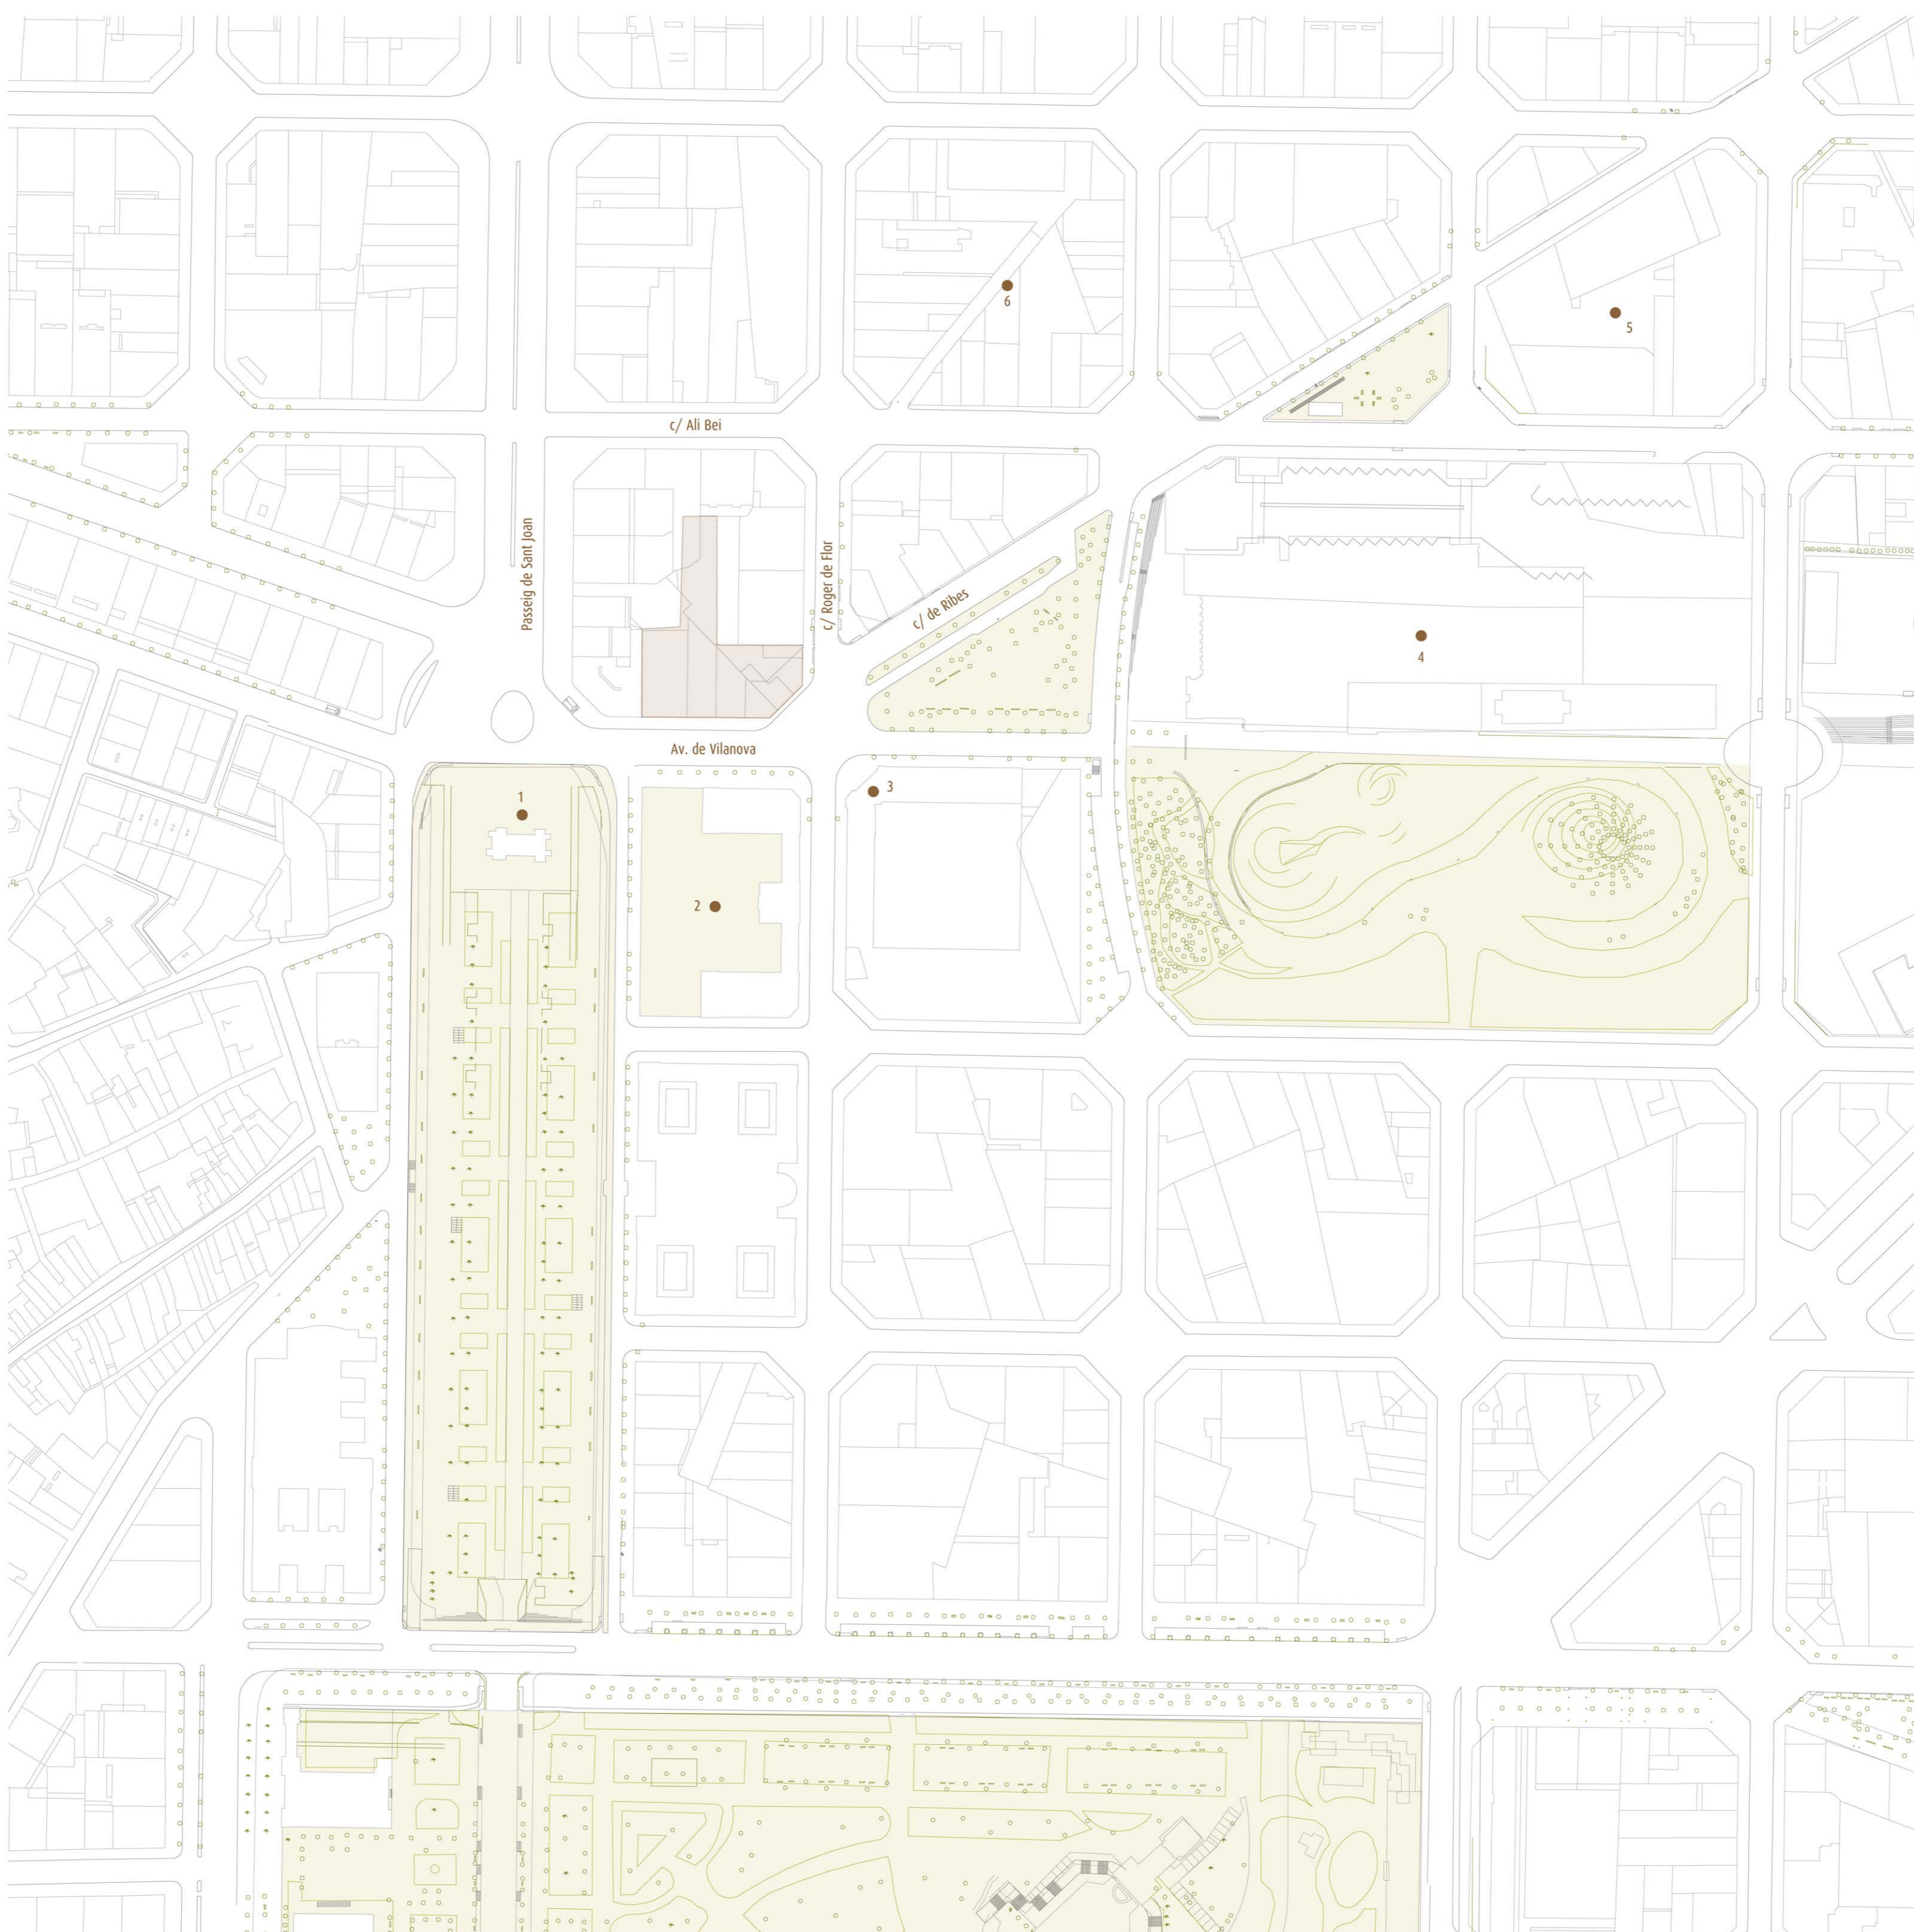 6
5
c/ Ali Bei
Passeig de Sant Joan
c/ Roger de Flor
c/ de Ribes
4
Av. de Vilanova
1
3
2